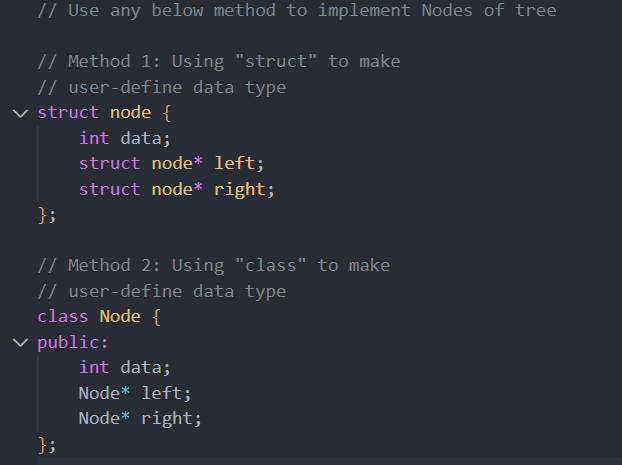 // Use any below method to implement Nodes of tree
// Method 1: Using "struct" to make
// user-define data type
struct node {
int data;
struct node* left;
struct node* right;
};
// Method 2: Using "class" to make
// user-define data type
class Node {
public:
int data;
Node* left;
Node* right;
};